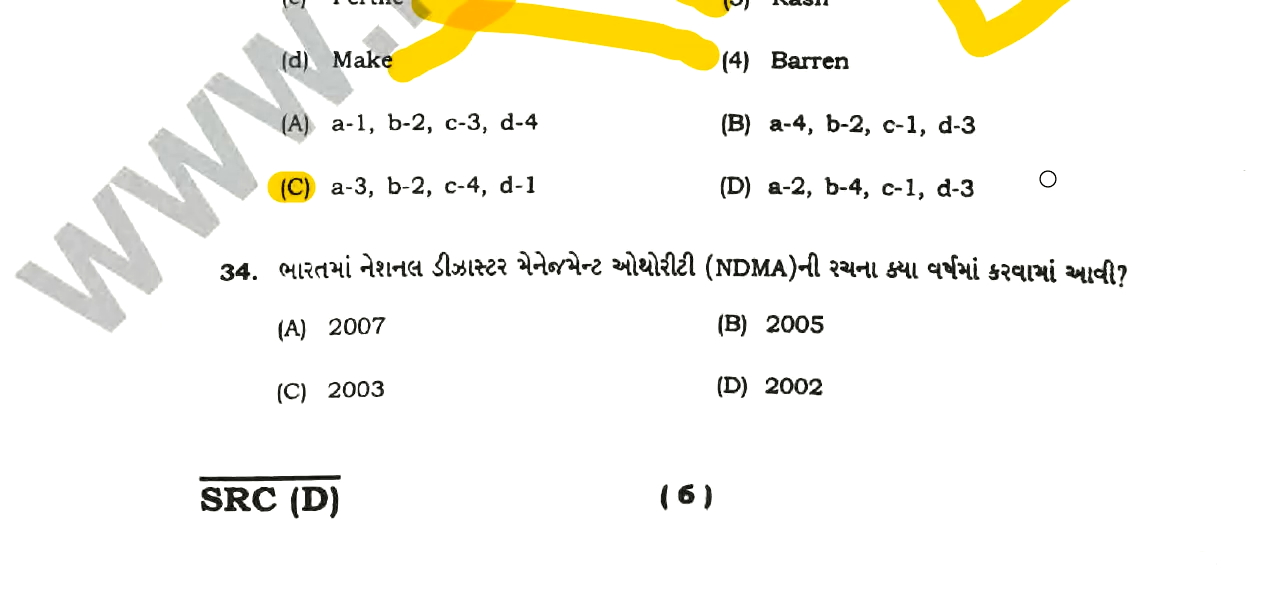 (d) Make (4) Barren
(A) a-1, b-2, c-3, d-4 (B) a-4, b-2, c-1, d-3
(C) a-3, b-2, c-4, d-1 (D) a-2, b-4, c-1, d-3
34. ભારતમાં નેશનલ ડીઝાસ્ટર મેનેજમેન્ટ ઓથોરીટી (NDMA)ની રચના ક્યા વર્ષમાં કરવામાં આવી?
(A) 2007 (B) 2005
(C) 2003 (D) 2002
SRC (D) (6)
www.